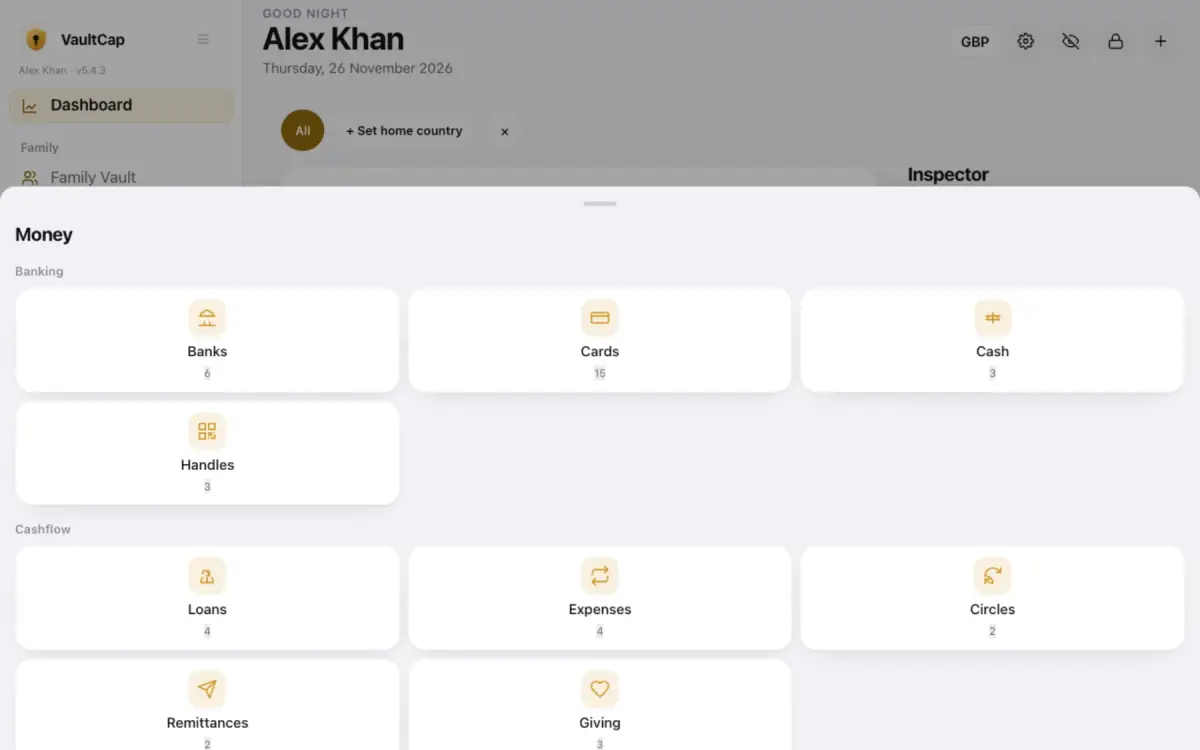 VaultCap
Alex Khan · v5.4.3
Dashboard
Family
Family Vault
GOOD NIGHT
Alex Khan
Thursday, 26 November 2026
GBP
All
+ Set home country
×
Inspector
Money
Banking
Banks
6
Cards
15
Cash
3
Handles
3
Cashflow
Loans
4
Expenses
4
Circles
2
Remittances
2
Giving
3